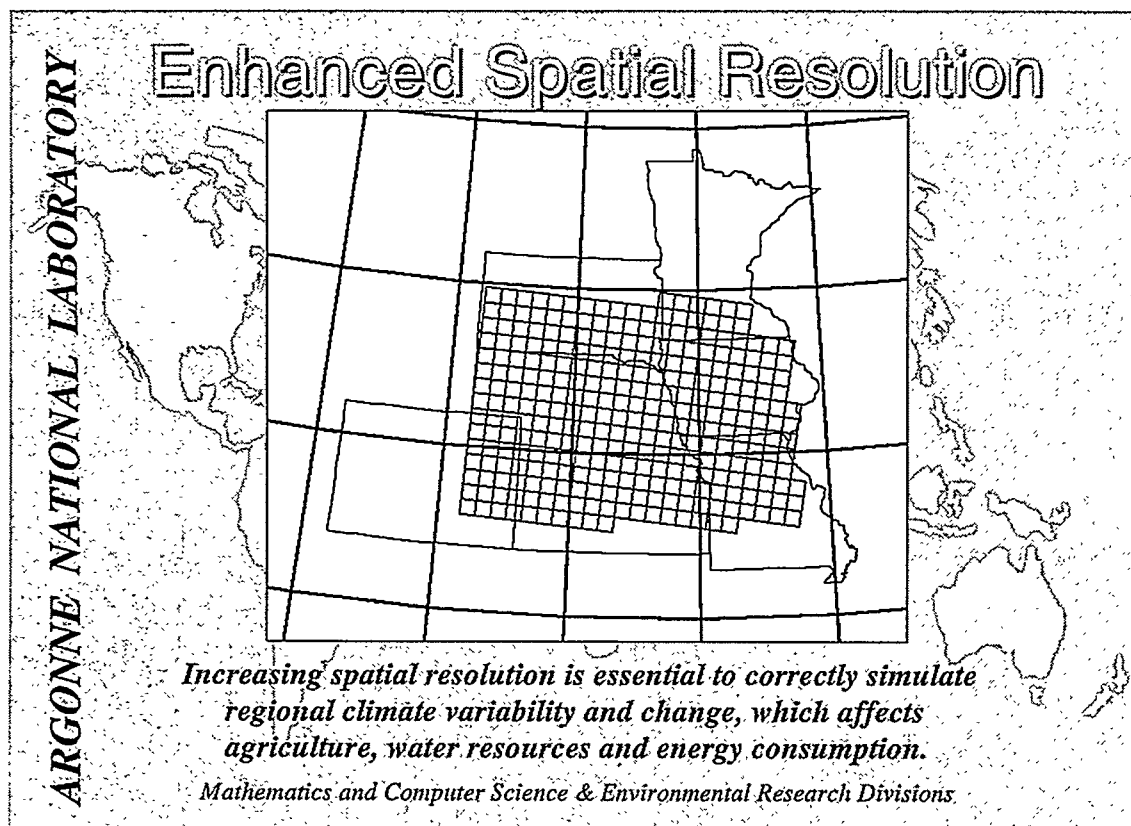 Enhanced Spatial Resolution
ARGONNE NATIONAL LABORATORY
Increasing spatial resolution is essential to correctly simulate
regional climate variability and change, which affects
agriculture, water resources and energy consumption.
Mathematics and Computer Science & Environmental Research Divisions